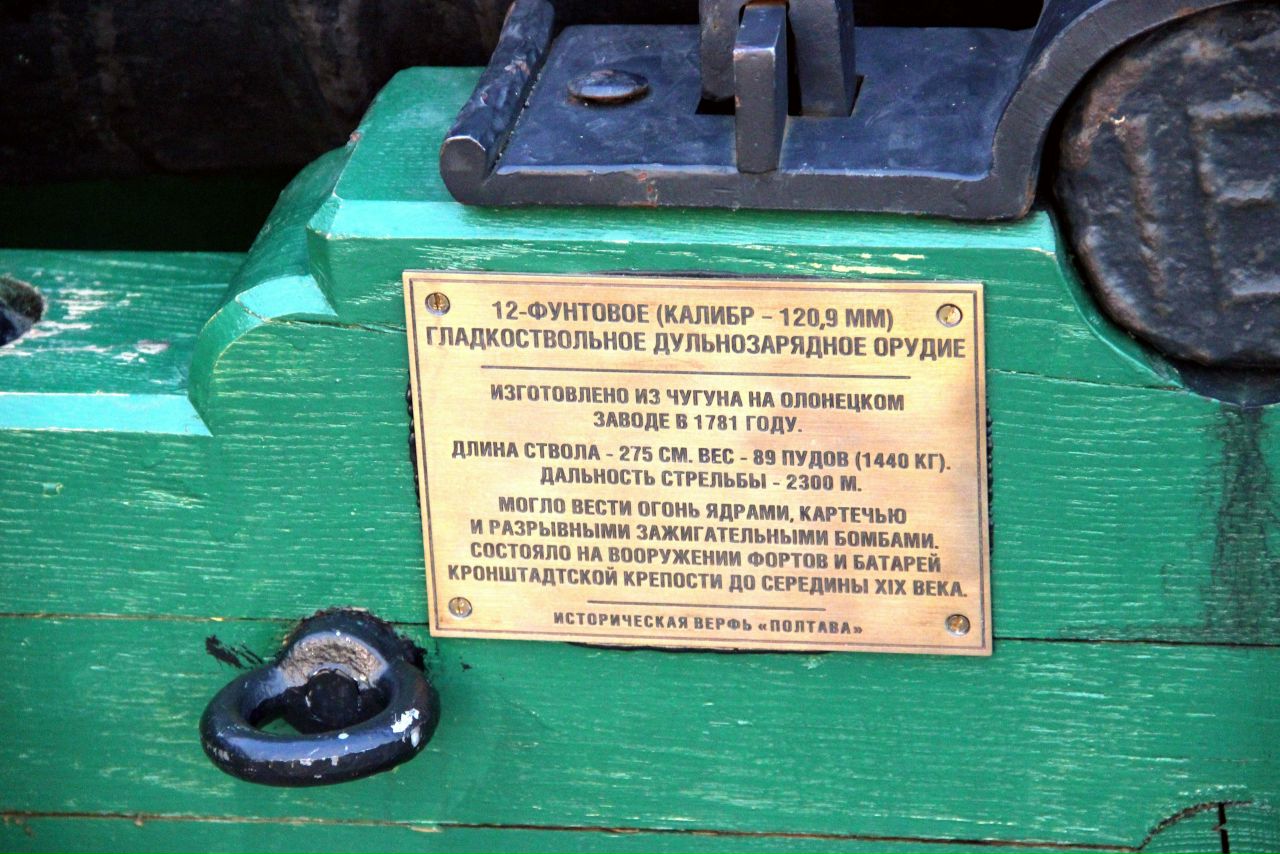 12-ФУНТОВОЕ (КАЛИБР - 120,9 ММ)
ГЛАДКОСТВОЛЬНОЕ ДУЛЬНОЗАРЯДНОЕ ОРУДИЕ
ИЗГОТОВЛЕНО ИЗ ЧУГУНА НА ОЛОНЕЦКОМ
ЗАВОДЕ В 1781 ГОДУ.
ДЛИНА СТВОЛА - 275 СМ. ВЕС - 89 ПУДОВ (1440 КГ).
ДАЛЬНОСТЬ СТРЕЛЬБЫ - 2300 М.
МОГЛО ВЕСТИ ОГОНЬ ЯДРАМИ, КАРТЕЧЬЮ
И РАЗРЫВНЫМИ ЗАЖИГАТЕЛЬНЫМИ БОМБАМИ.
СОСТОЯЛО НА ВООРУЖЕНИИ ФОРТОВ И БАТАРЕЙ
КРОНШТАДТСКОЙ КРЕПОСТИ ДО СЕРЕДИНЫ XIX ВЕКА.
ИСТОРИЧЕСКАЯ ВЕРФЬ «ПОЛТАВА»